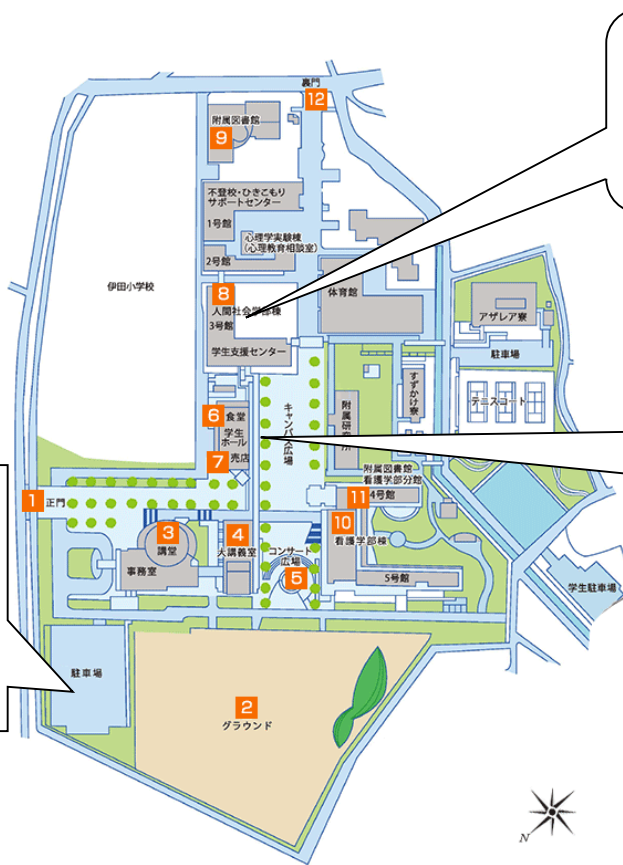 裏門
12
附属図書館
9
不登校・ひきこもり
サポートセンター
1号館
心理学実験棟
(心理教育相談室)
2号館
伊田小学校
8
人間社会学部棟
3号館
学生支援センター
体育館
アザレア寮
駐車場
テニスコート
すずかけ寮
附属研究所
キャンパス広場
6
食堂
学生
ホール
7
売店
附属図書館
看護学部分館
11
4号館
1
正門
10
看護学部棟
3
講堂
4
大講義室
コンサート
広場
5
事務室
5号館
学生駐車場
駐車場
2
グラウンド
N